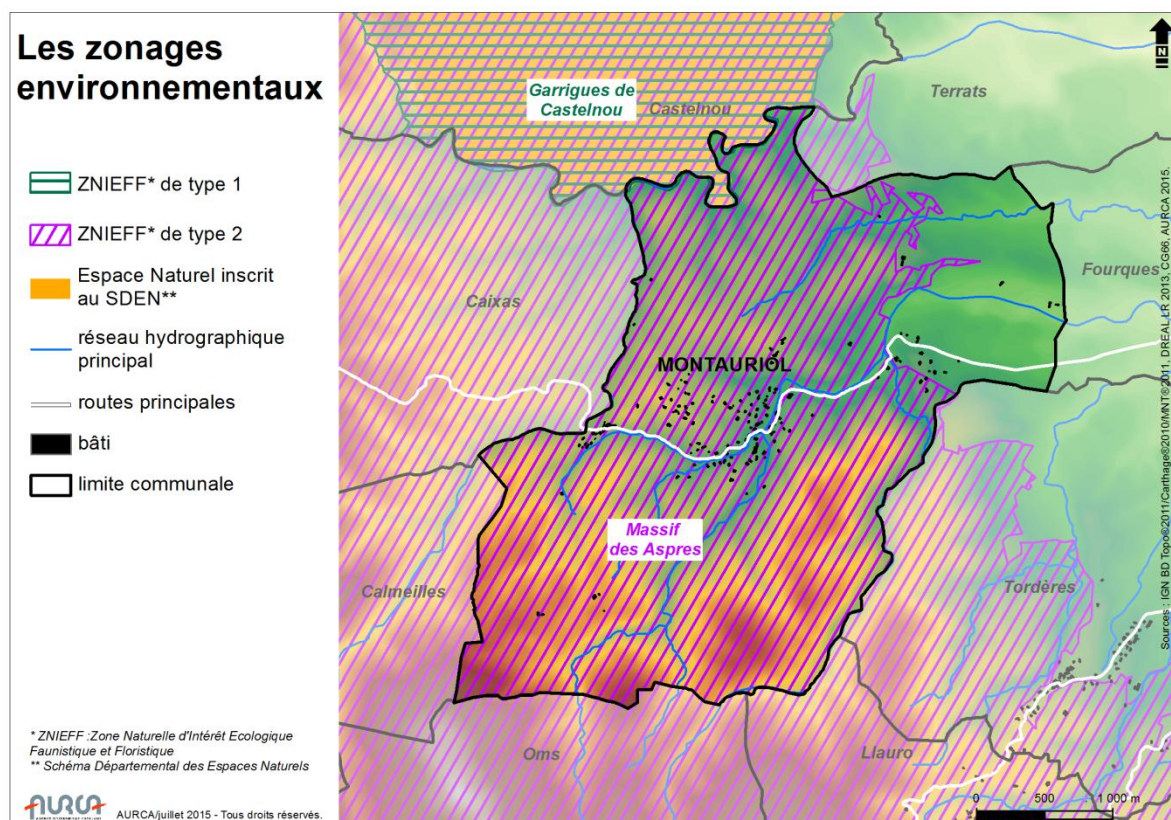 Les zonages
environnementaux
ZNIEFF* de type 1
ZNIEFF* de type 2
Espace Naturel inscrit
au SDEN**
réseau hydrographique
principal
routes principales
bâti
limite communale
* ZNIEFF :Zone Naturelle d'Intérêt Ecologique
Faunistique et Floristique
** Schéma Départemental des Espaces Naturels
AURCA
AURCA/juillet 2015 - Tous droits réservés.
N
Garrigues de
Castelnou
Castelnou
Terrats
Fourques
Caixas
MONTAURIOL
Massif
des Aspres
Calmeilles
Tordères
Oms
Llauro
0 500 1 000 m
Sources : IGN BD Topo®2011/Carthage®2010/MNT®2011, DREAL LR 2013, CG66, AURCA 2015.